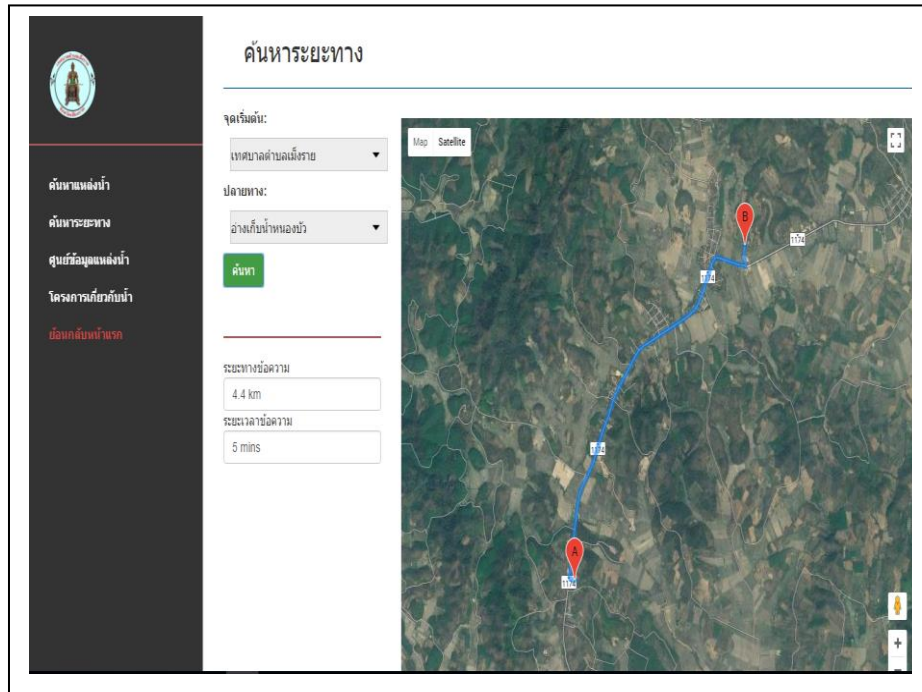 ค้นหาระยะทาง
ค้นหาแหล่งน้ำ
ค้นหาระยะทาง
ศูนย์ข้อมูลแหล่งน้ำ
โครงการเกี่ยวกับน้ำ
ย้อนกลับหน้าแรก
จุดเริ่มต้น:
เทศบาลตำบลเม็งราย
ปลายทาง:
อ่างเก็บน้ำหนองบัว
ค้นหา
ระยะทางข้อความ
4.4 km
ระยะเวลาข้อความ
5 mins
Map Satellite
B
1174
1174
1174
A
1174
+